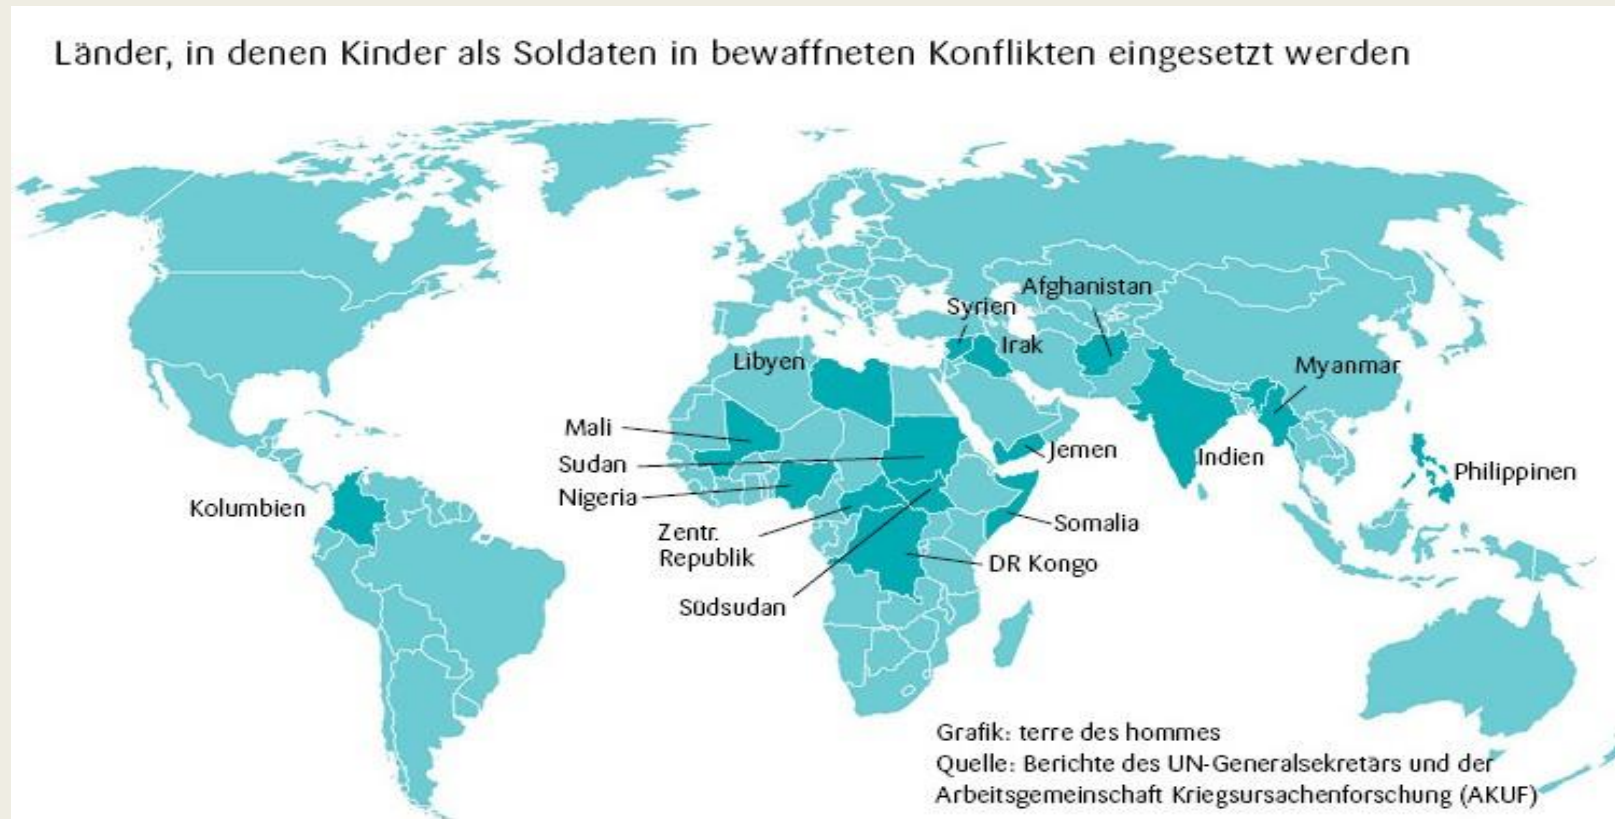 Länder, in denen Kinder als Soldaten in bewaffneten Konflikten eingesetzt werden
Afghanistan
Syrien
Irak
Libyen
Myanmar
Mali
Jemen
Sudan
Indien
Philippinen
Nigeria
Kolumbien
Somalia
Zentr.
Republik
DR Kongo
Südsudan
Grafik: terre des hommes
Quelle: Berichte des UN-Generalsekretärs und der
Arbeitsgemeinschaft Kriegsursachenforschung (AKUF)